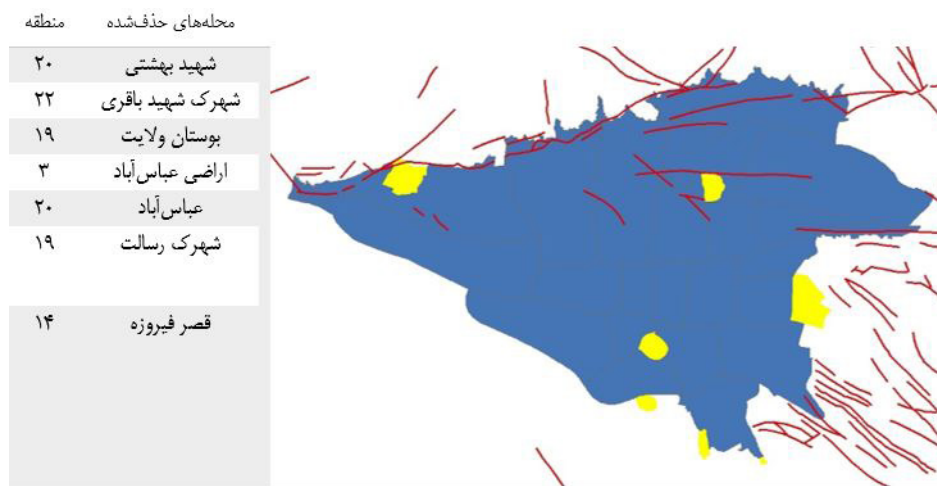 محله‌های حذف‌شده منطقه
شهید بهشتی ۲۰
شهرک شهید باقری ۲۲
بوستان ولایت ۱۹
اراضی عباس‌آباد ۳
عباس‌آباد ۲۰
شهرک رسالت ۱۹
قصر فیروزه ۱۴